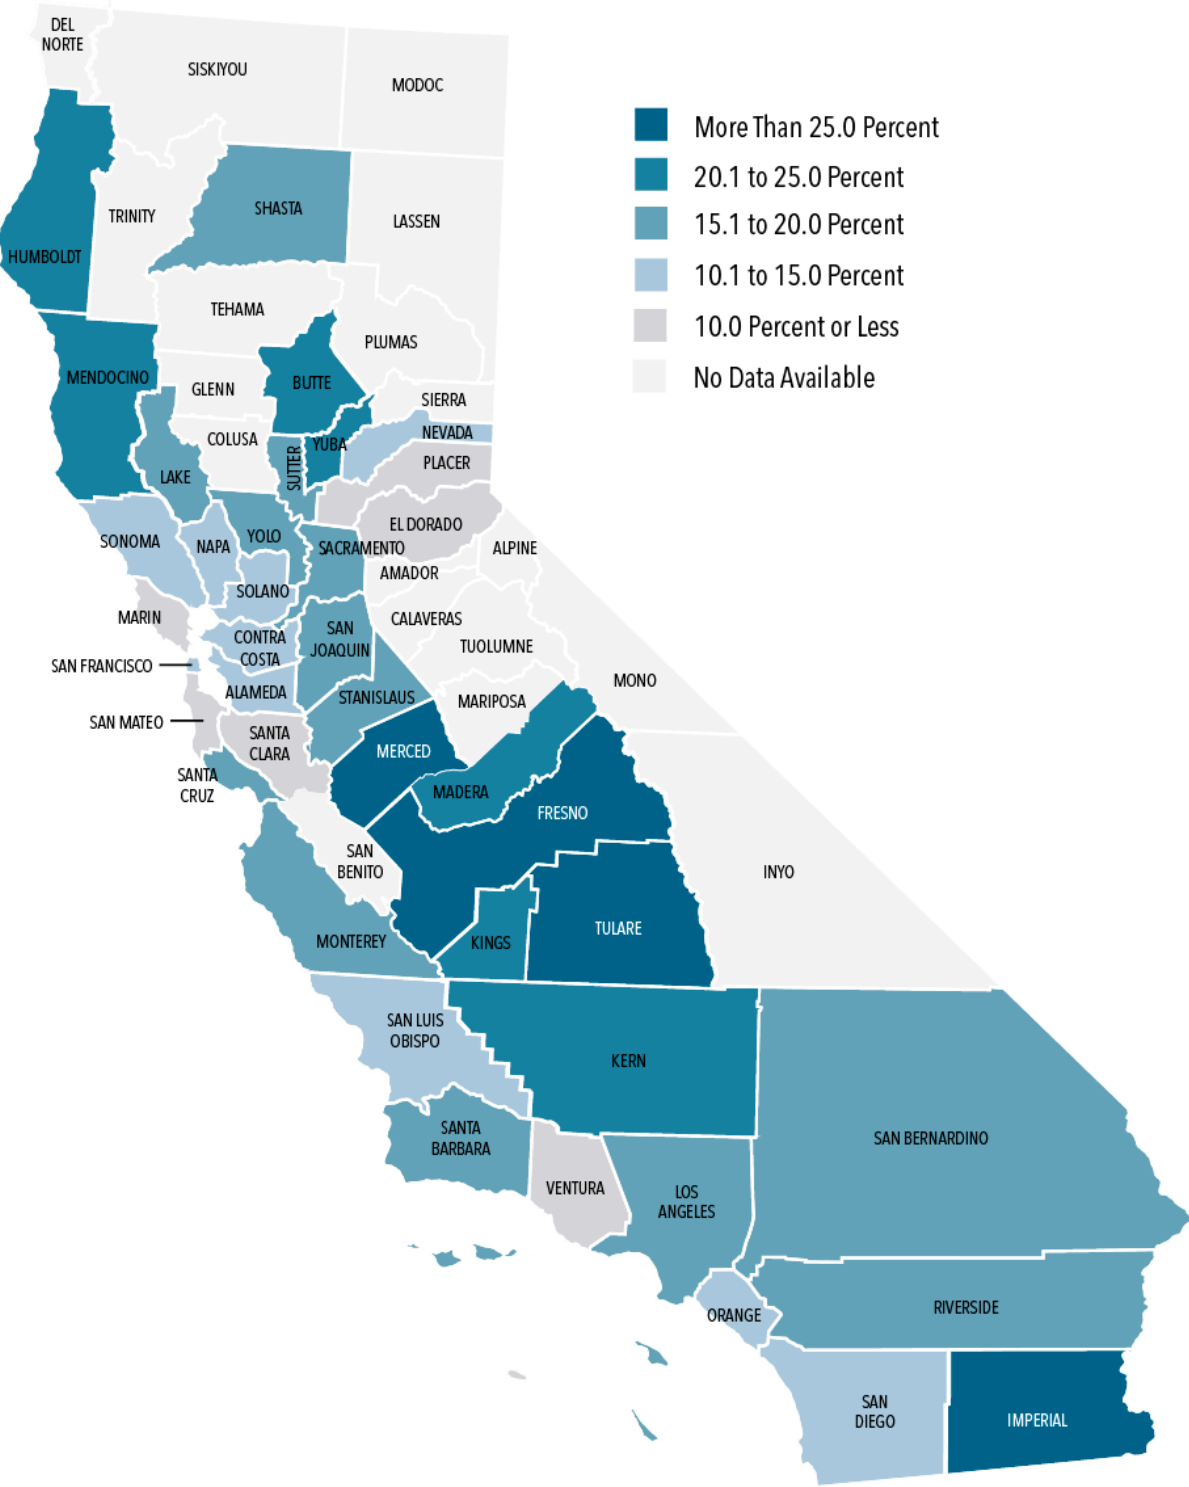 DEL
NORTE
SISKIYOU
MODOC
More Than 25.0 Percent
20.1 to 25.0 Percent
15.1 to 20.0 Percent
10.1 to 15.0 Percent
10.0 Percent or Less
No Data Available
SHASTA
TRINITY
LASSEN
HUMBOLDT
TEHAMA
PLUMAS
MENDOCINO
BUTTE
GLENN
SIERRA
COLUSA
YUBA
NEVADA
SUTTER
PLACER
LAKE
EL DORADO
SONOMA
NAPA
YOLO
SACRAMENTO
ALPINE
AMADOR
SOLANO
MARIN
CALAVERAS
CONTRA
COSTA
SAN
JOAQUIN
TUOLUMNE
SAN FRANCISCO
MONO
ALAMEDA
STANISLAUS
MARIPOSA
SAN MATEO
SANTA
CLARA
MERCED
SANTA
CRUZ
MADERA
FRESNO
SAN
BENITO
INYO
TULARE
MONTEREY
KINGS
SAN LUIS
OBISPO
KERN
SANTA
BARBARA
SAN BERNARDINO
VENTURA
LOS
ANGELES
ORANGE
RIVERSIDE
SAN
DIEGO
IMPERIAL